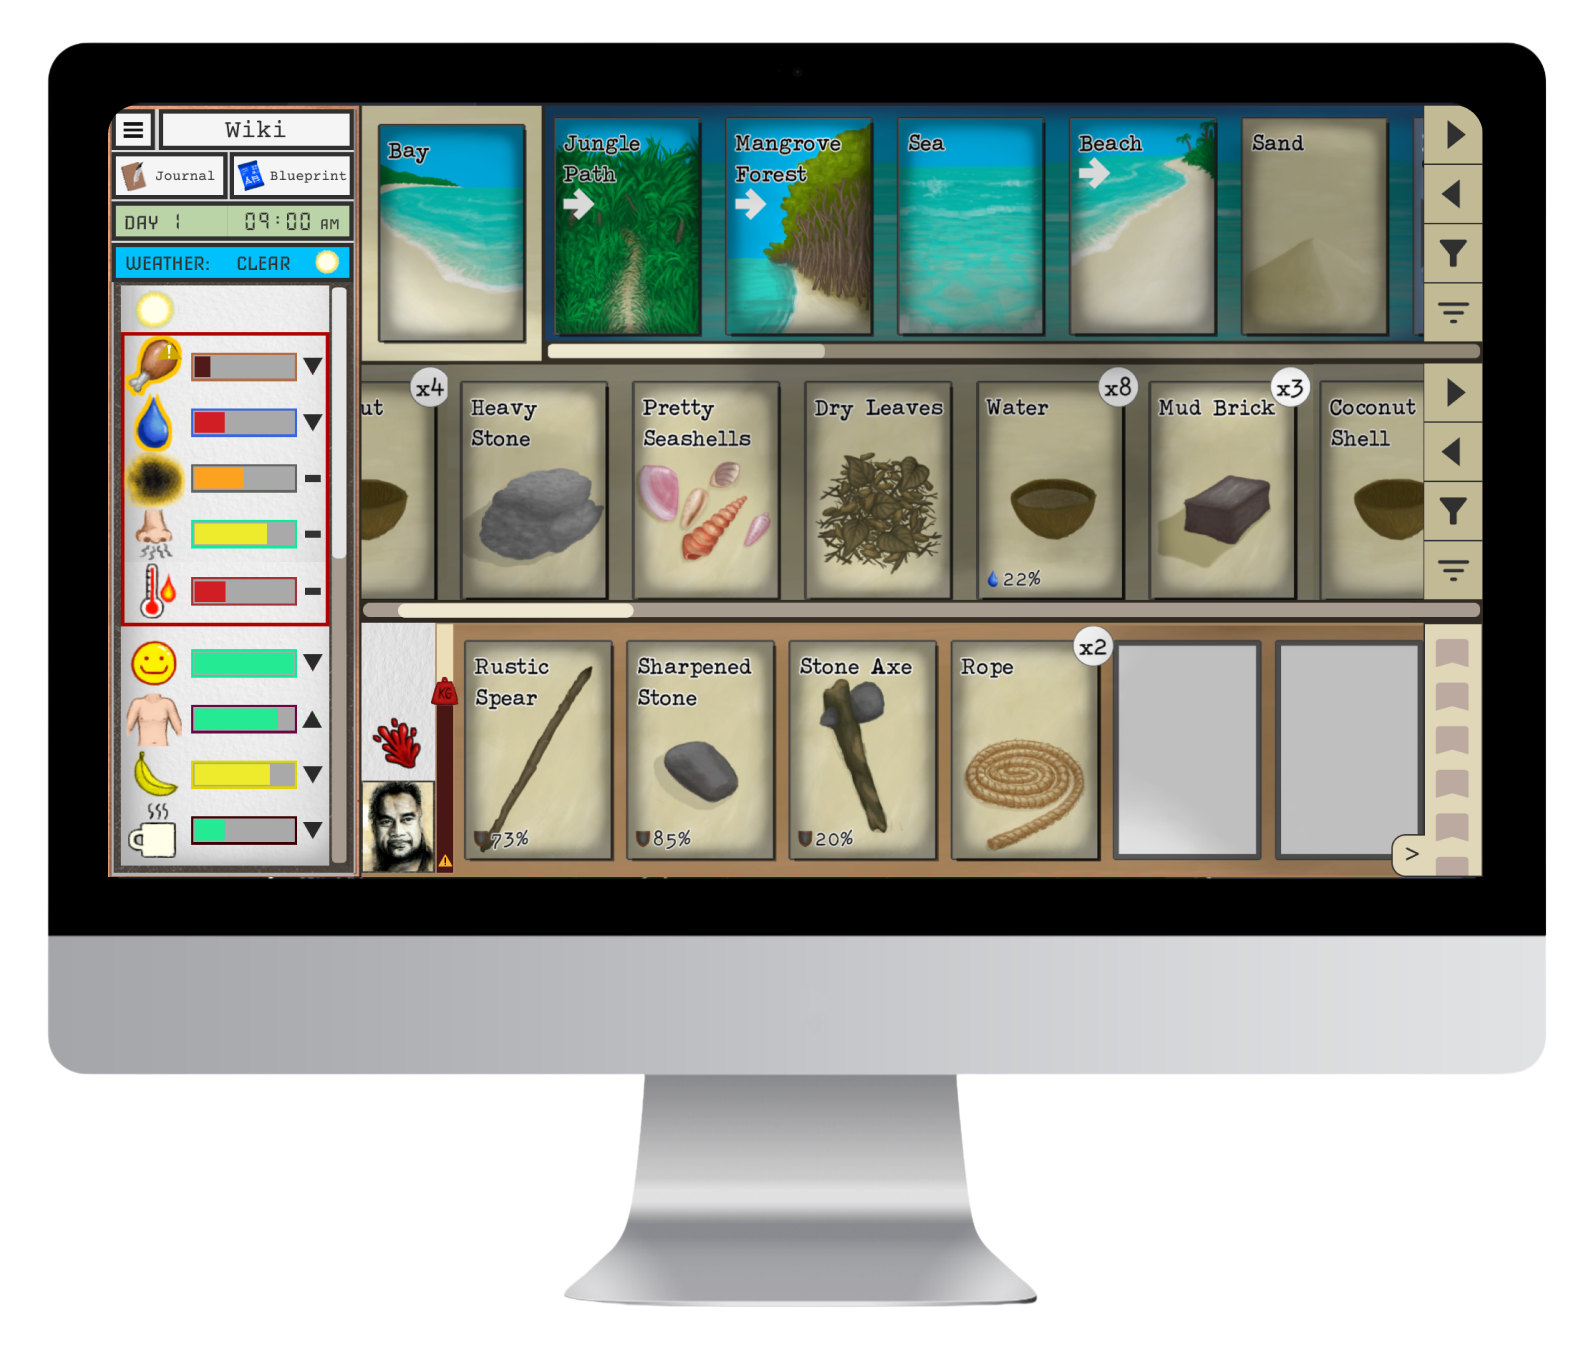 Wiki
Journal
Blueprint
DAY 1
09:00 AM
WEATHER: CLEAR
Bay
Jungle
Path
Mangrove
Forest
Sea
Beach
Sand
ut
x4
Heavy
Stone
Pretty
Seashells
Dry Leaves
Water
x8
22%
Mud Brick
x3
Coconut
Shell
KG
Rustic
Spear
73%
Sharpened
Stone
85%
Stone Axe
20%
Rope
x2
>